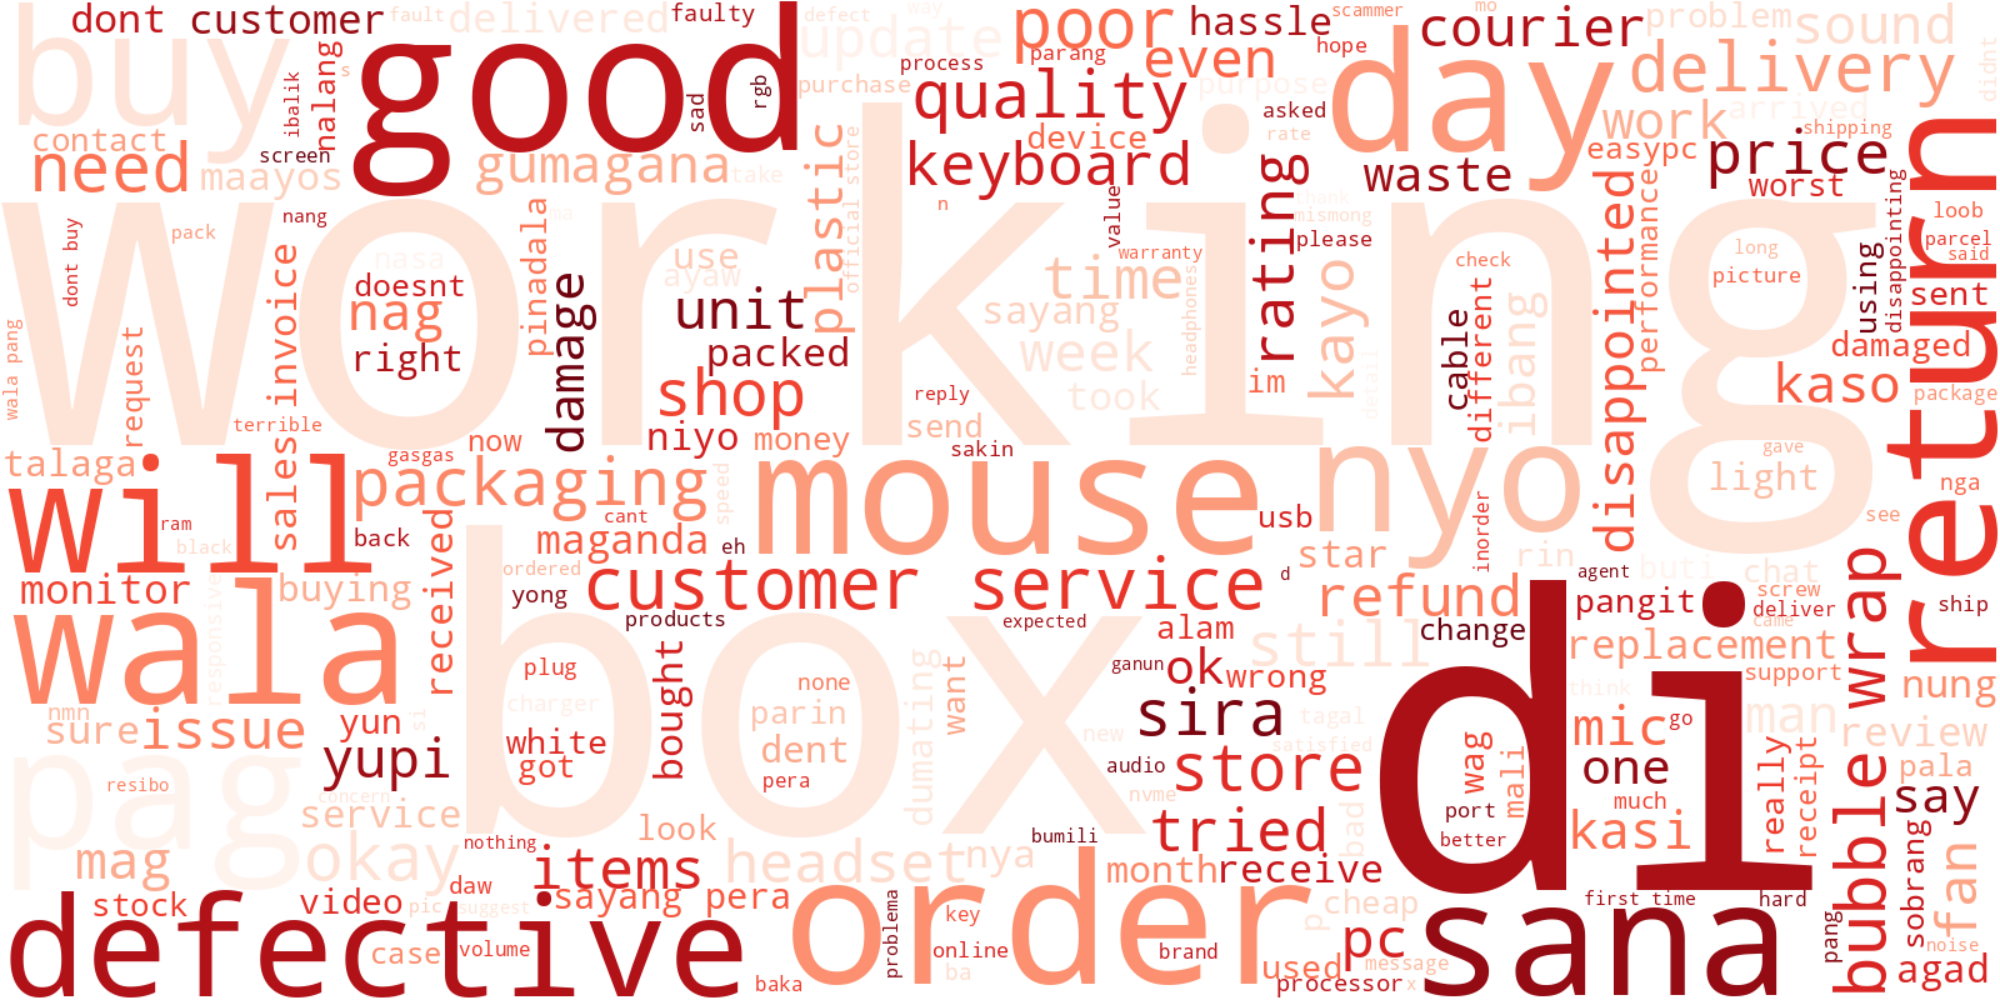 dont customer
fault
delivered
faulty
defect
way
poor
hassle
scammer
mo
courier
problem
sound
buy
good
update
parang
even
hope
day
delivery
didnt
s
ibalik
nalang
sad
rgb
process
purchase
quality
purpose
asked
rate
work
arrived
shipping
contact
need
screen
maayos
gumagana
take
official store
plastic
device
keyboard
waste
easypc
price
worst
return
working
nang
pack
dont buy
nasa
doesnt
nag
right
ma
pinadala
damage
use
ayaw
unit
packed
shop
niyo
money
n
value
warranty
time
sayang
week
took
headphones
rating
thank
mismong
please
kayo
im
detail
check
cable
different
ibang
disappointed
performance
long
picture
using
disappointing
loob
parcel
said
sent
damaged
kaso
package
wala pang
request
sales invoice
terrible
now
reply
send
sakin
talaga
will
ram
black
back
gasgas
packaging
speed
cant
maganda
eh
mouse
usb
nyo
inorder
star
rin
gave
light
nga
see
monitor
buying
received
ordered
yong
customer service
d
products
expected
refund
buti
chat
agent
pangit
screw
deliver
came
wrap
ship
wala
responsive
box
plug
charger
white
got
bought
none
parin
dent
pera
dumating
want
alam
ganun
ok
wrong
still
change
replacement
support
think
nung
nmn
sure
issue
yun
si
yupi
sira
tagal
satisfied
new
audio
nvme
store
di
wag
mali
port
better
mic
go
one
much
kasi
really
receipt
man
review
pala
say
pag
resibo
concern
service
okay
nothing
look
bumili
tried
bad
mag
items
headset
nya
month
receive
bubble
sobrang
fan
noise
defective
stock
video
daw
pic
suggest
sayang pera
order
problema
key
online
ba
brand
p
cheap
pc
first time
hard
sana
pang
agad
case
volume
baka
used
message
processor
x